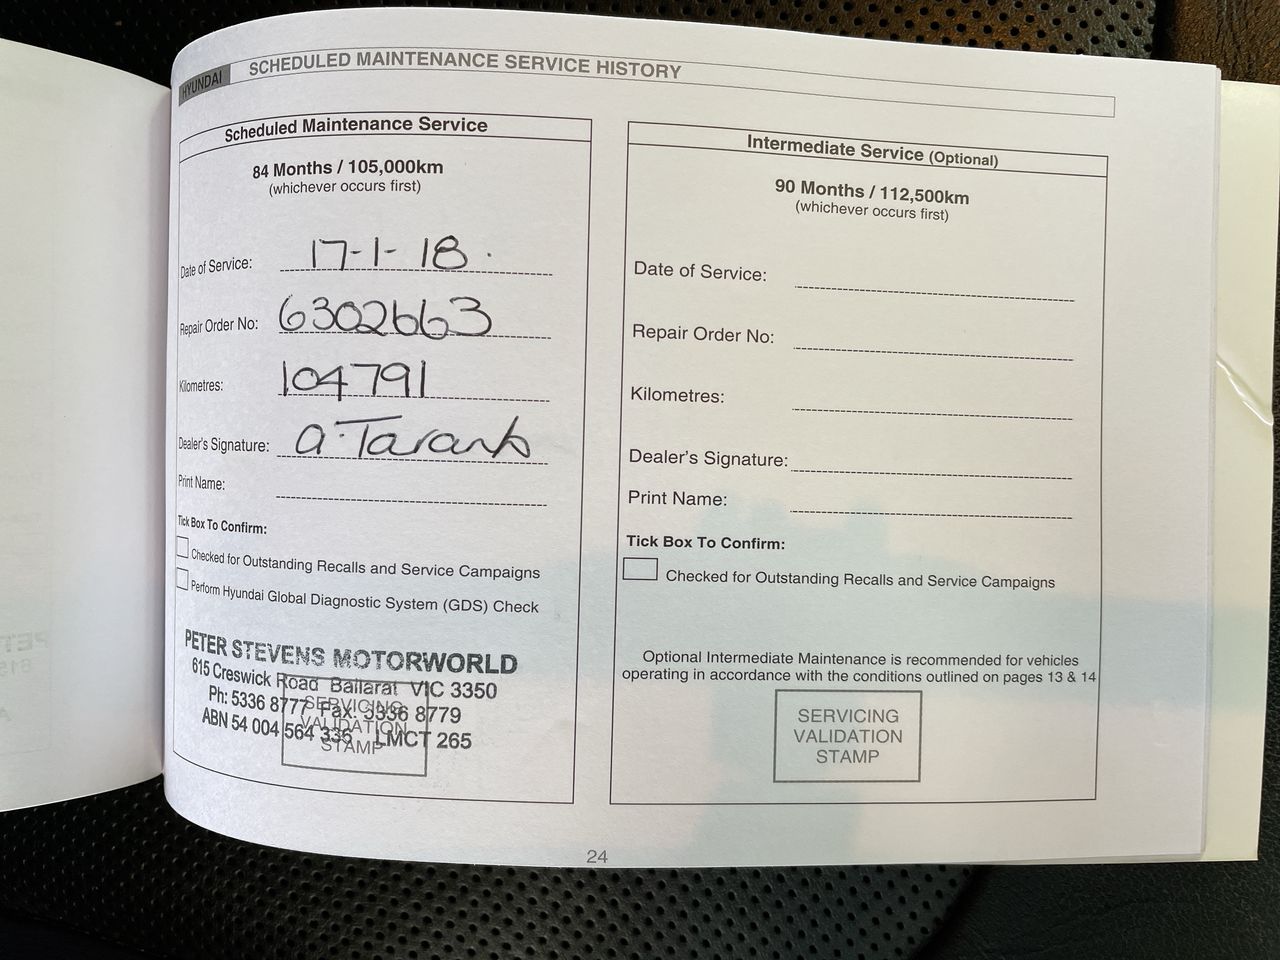 HYUNDAI
SCHEDULED MAINTENANCE SERVICE HISTORY
Scheduled Maintenance Service
84 Months / 105,000km
(whichever occurs first)
Date of Service: 17-1-18.
Repair Order No: 6302663
Kilometres: 104791
Dealer's Signature: a. Taranto
Print Name:
Tick Box To Confirm:
Checked for Outstanding Recalls and Service Campaigns
Perform Hyundai Global Diagnostic System (GDS) Check
PETER STEVENS MOTORWORLD
615 Creswick Road Ballarat VIC 3350
Ph: 5336 8777 Fax: 5336 8779
ABN 54 004 564 336 LMCT 265
SERVICING
VALIDATION
STAMP
Intermediate Service (Optional)
90 Months / 112,500km
(whichever occurs first)
Date of Service:
Repair Order No:
Kilometres:
Dealer's Signature:
Print Name:
Tick Box To Confirm:
Checked for Outstanding Recalls and Service Campaigns
Optional Intermediate Maintenance is recommended for vehicles
operating in accordance with the conditions outlined on pages 13 & 14
SERVICING
VALIDATION
STAMP
24